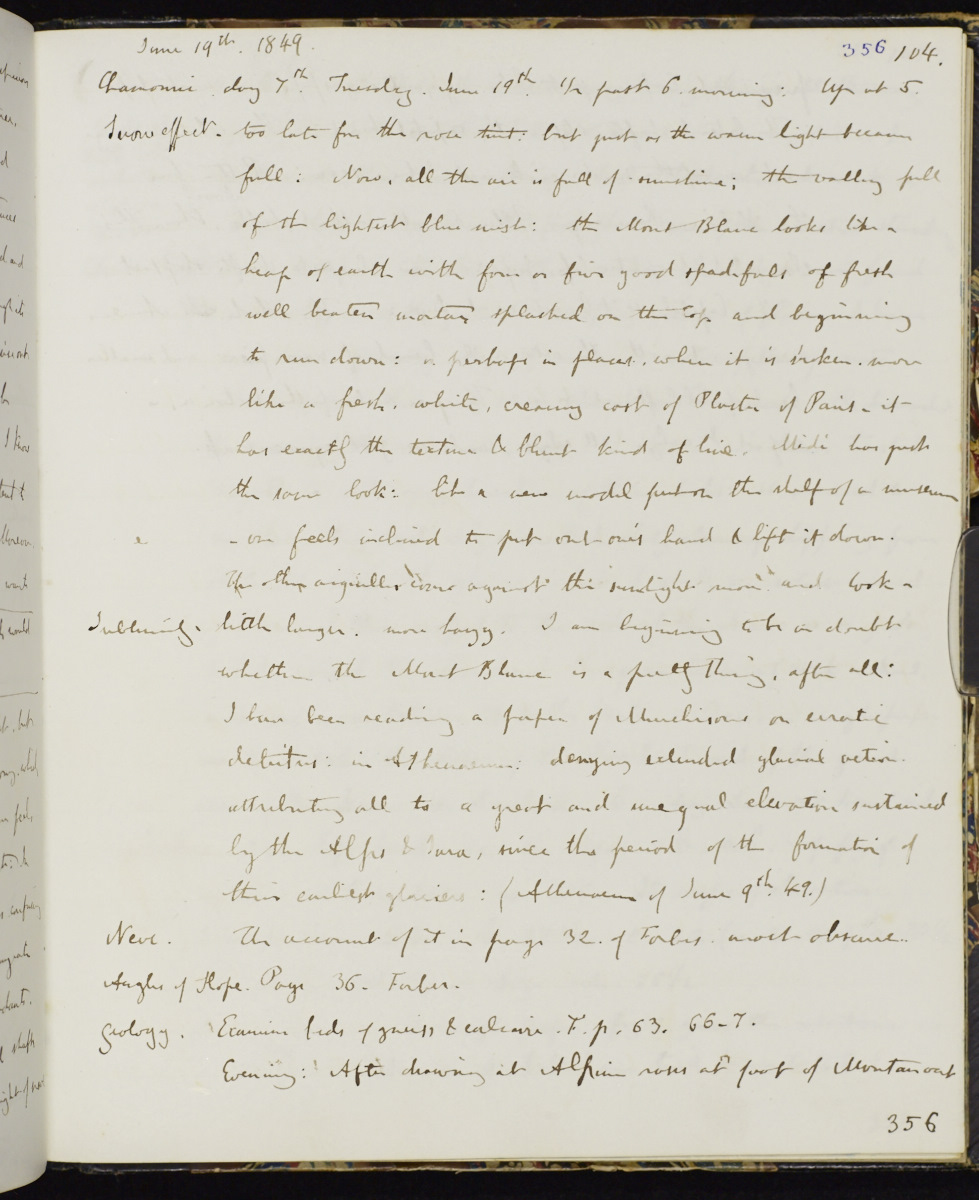 June 19th. 1849.
356 104.
Chamouni. day 7th. Tuesday. June 19th. 1/2 past 6. morning: Up at 5.
Snow effect. too late for the rose tint: but just as the warm light became
full: Now, all the air is full of sunshine; the valley full
of the lightest blue mist: the Mont Blanc looks like a
heap of earth with four or five good spadefuls of fresh
well beaten mortar splashed on the top and beginning
to run down: or perhaps in places, when it is broken. more
like a fresh, white, creamy cast of Plaster of Paris - it
has exactly the texture & blunt kind of line. Midi has just
the same look: like a new model put on the shelf of a museum
- one feels inclined to put out one's hand & lift it down.
The other aiguilles come against the sunlight more and look a
Sublimity. little larger. more hazy. I am beginning to be in doubt
whether the Mont Blanc is a pretty thing, after all:
I have been reading a paper of Murchisons on erratic
detritus: in Athenaeum: denying extended glacial action.
attributing all to a great and unequal elevation sustained
by the Alps & Jura, since the period of the formation of
their earliest glaciers: (Athenaeum of June 9th. 49.)
Neve. The account of it in page 32. of Forbes. most obscure..
Angles of Slope. Page 36. Forbes.
Geology. Examine beds of gneiss & calcaire. F. p. 63. 66-7.
Evening: After drawing at Alpine roses at foot of Montanvert
356